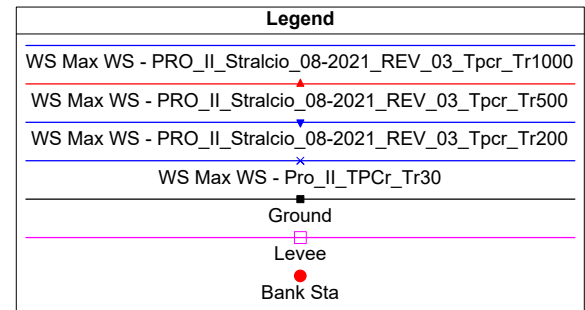 Legend
WS Max WS - PRO_II_Stralcio_08-2021_REV_03_Tpcr_Tr1000
WS Max WS - PRO_II_Stralcio_08-2021_REV_03_Tpcr_Tr500
WS Max WS - PRO_II_Stralcio_08-2021_REV_03_Tpcr_Tr200
WS Max WS - Pro_II_TPCr_Tr30
Ground
Levee
Bank Sta